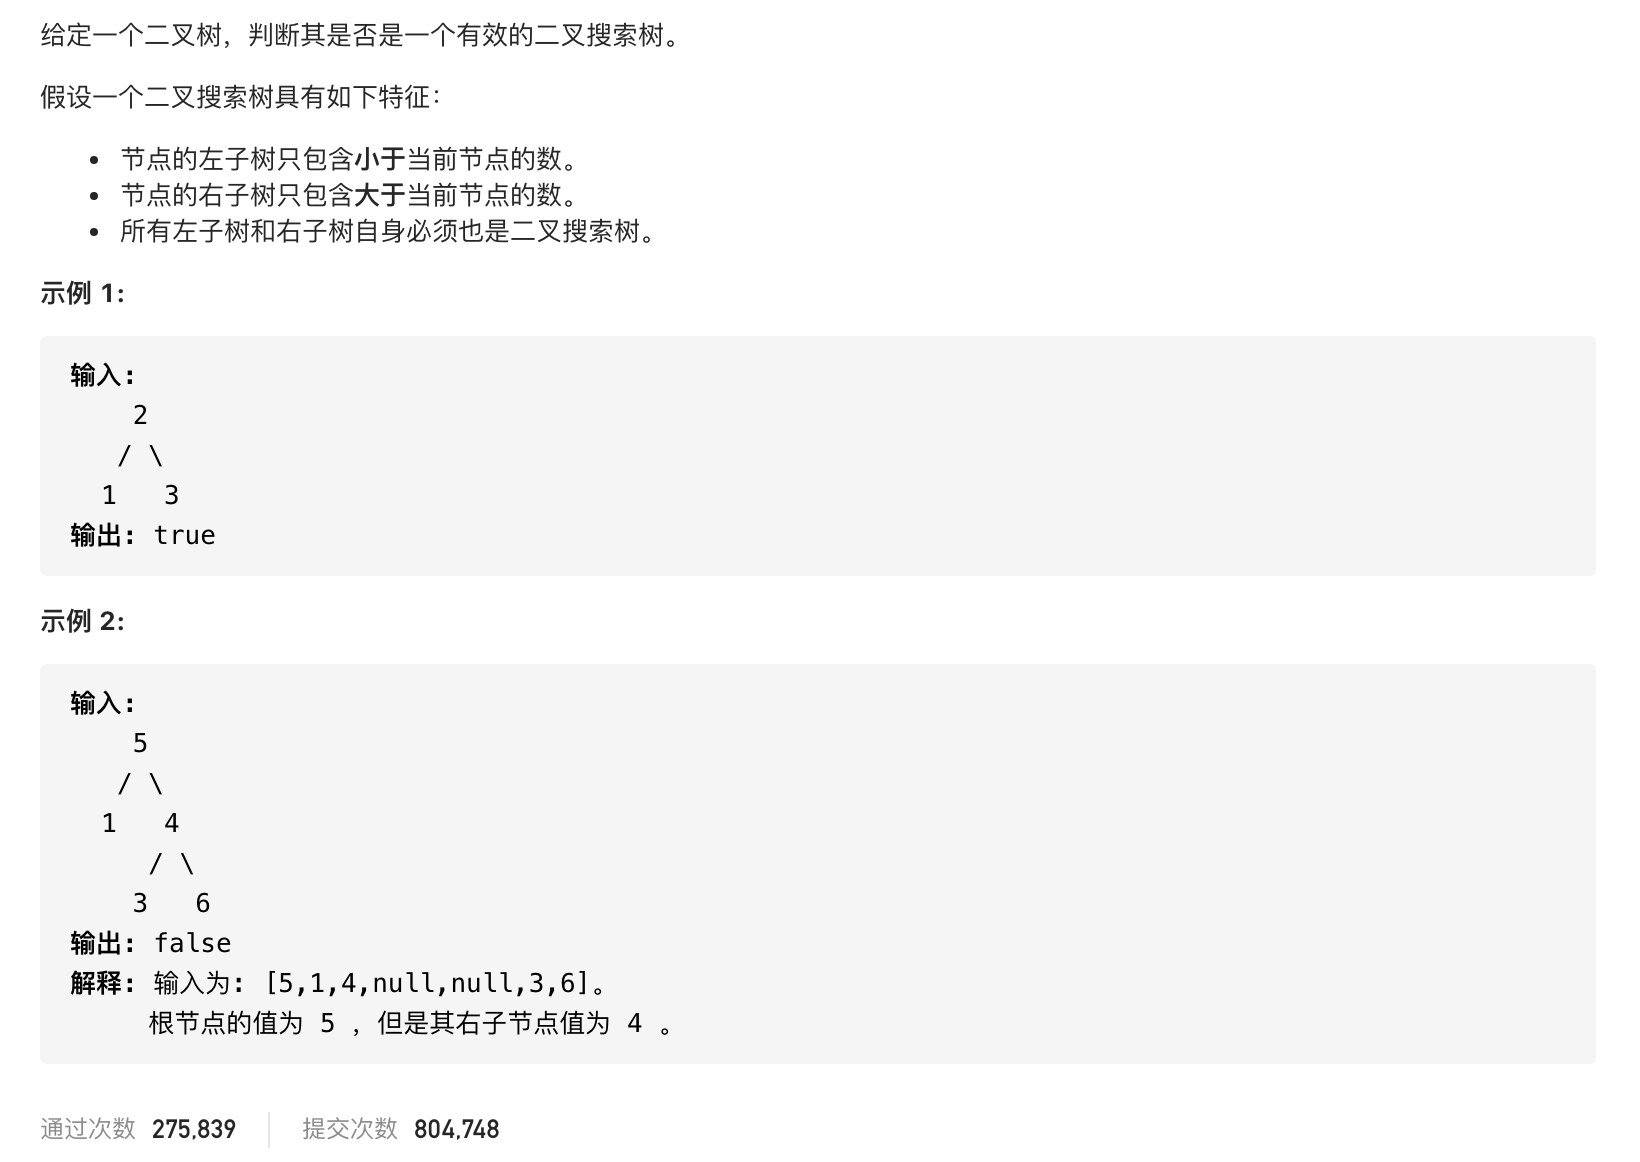 给定一个二叉树，判断其是否是一个有效的二叉搜索树。
假设一个二叉搜索树具有如下特征：
• 节点的左子树只包含小于当前节点的数。
• 节点的右子树只包含大于当前节点的数。
• 所有左子树和右子树自身必须也是二叉搜索树。
示例 1:
输入:
    2
   / \
  1   3
输出: true
示例 2:
输入:
    5
   / \
  1   4
     / \
    3   6
输出: false
解释: 输入为: [5,1,4,null,null,3,6]。
     根节点的值为 5 ，但是其右子节点值为 4 。
通过次数 275,839 提交次数 804,748